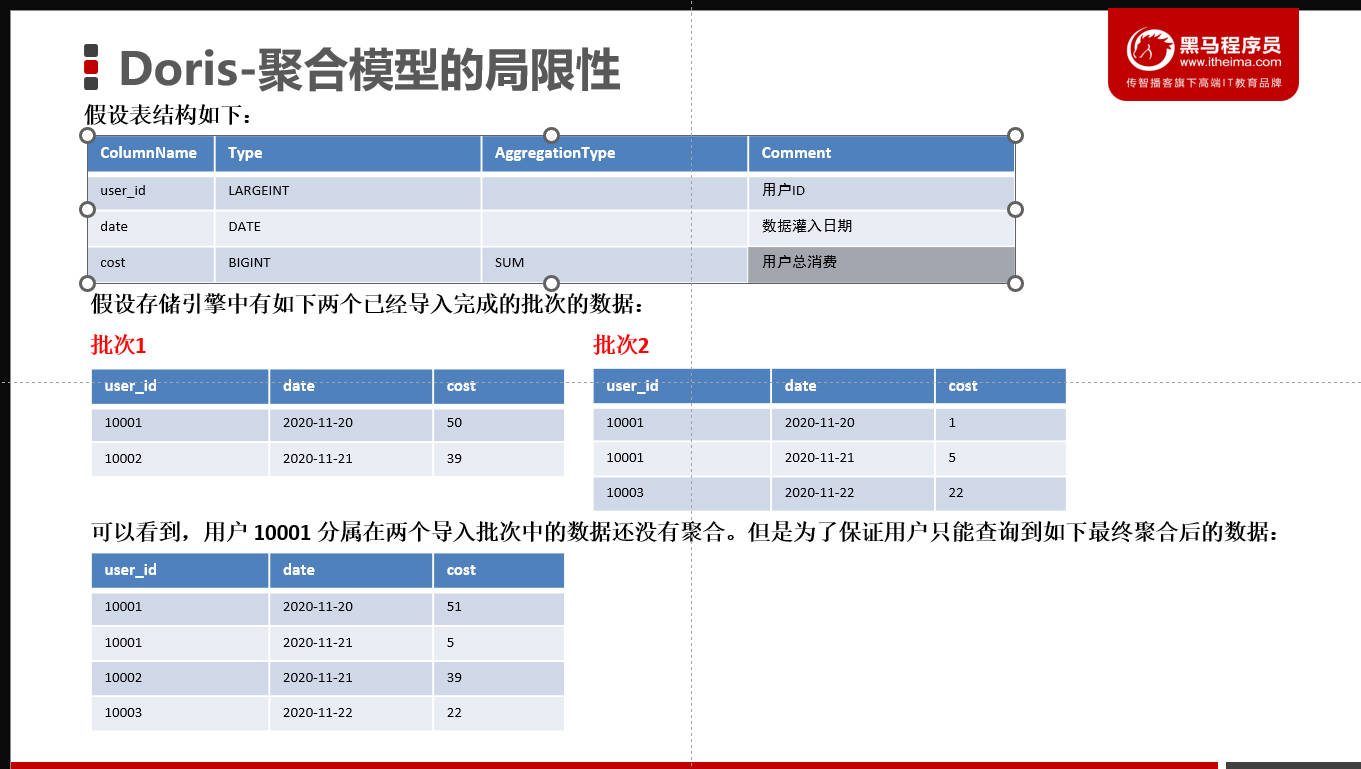 黑马程序员
www.itheima.com
传智播客旗下高端IT教育品牌
Doris-聚合模型的局限性
假设表结构如下：
ColumnName Type AggregationType Comment
user_id LARGEINT 用户ID
date DATE 数据灌入日期
cost BIGINT SUM 用户总消费
假设存储引擎中有如下两个已经导入完成的批次的数据：
批次1
user_id date cost
10001 2020-11-20 50
10002 2020-11-21 39
批次2
user_id date cost
10001 2020-11-20 1
10001 2020-11-21 5
10003 2020-11-22 22
可以看到，用户 10001 分属在两个导入批次中的数据还没有聚合。但是为了保证用户只能查询到如下最终聚合后的数据：
user_id date cost
10001 2020-11-20 51
10001 2020-11-21 5
10002 2020-11-21 39
10003 2020-11-22 22